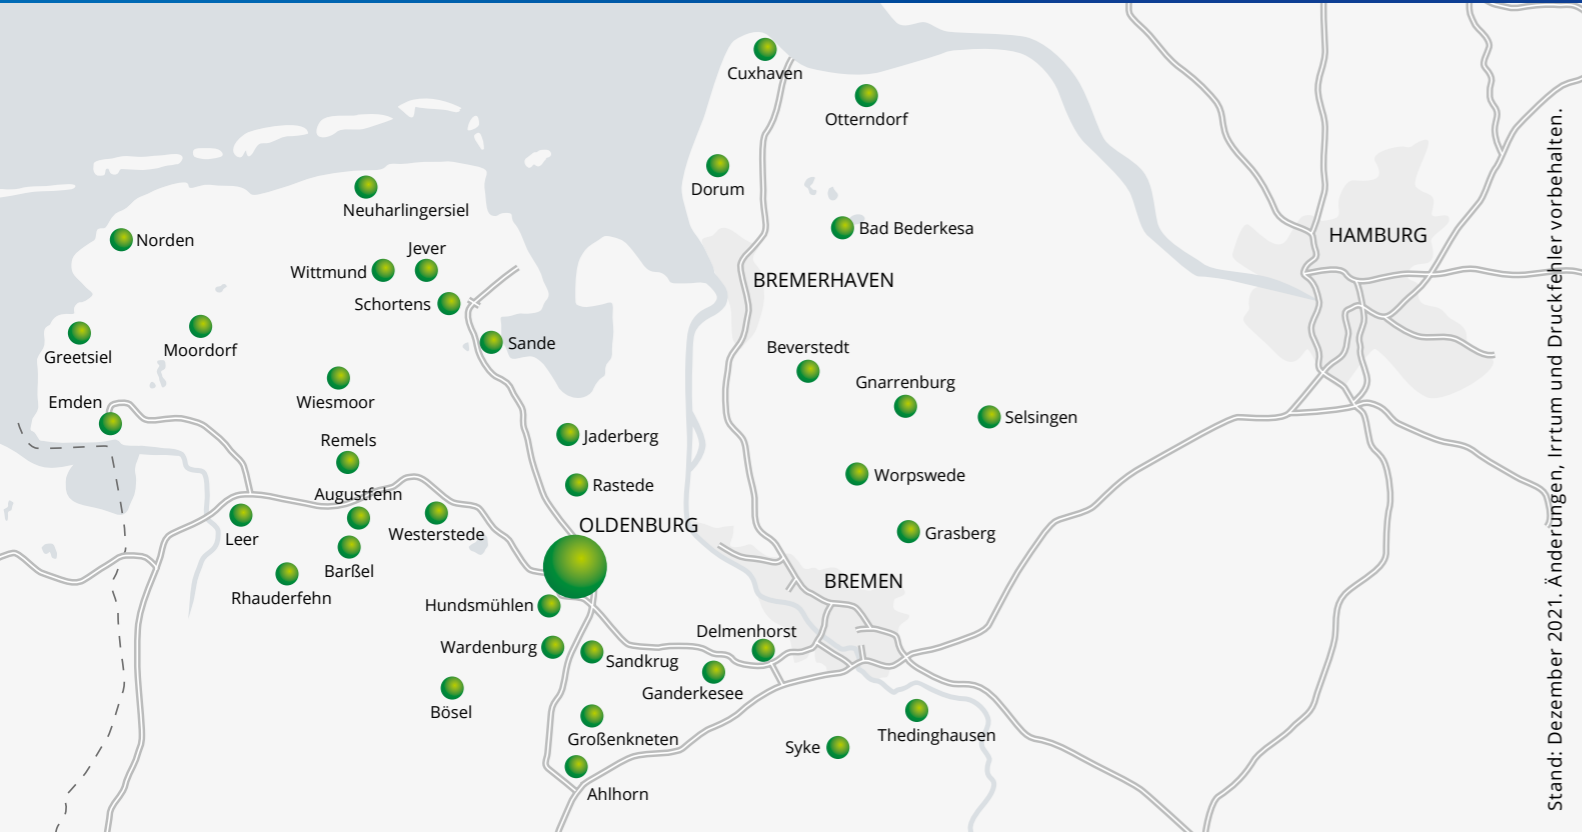 Cuxhaven
Otterndorf
Dorum
Neuharlingersiel
Bad Bederkesa
HAMBURG
Norden
Jever
Wittmund
BREMERHAVEN
Schortens
Sande
Beverstedt
Moordorf
Greetsiel
Gnarrenburg
Emden
Wiesmoor
Selsingen
Remels
Jaderberg
Worpswede
Rastede
Augustfehn
OLDENBURG
Westerstede
Grasberg
Leer
Barßel
BREMEN
Rhauderfehn
Hundsmühlen
Delmenhorst
Wardenburg
Sandkrug
Ganderkesee
Bösel
Großenkneten
Thedinghausen
Syke
Ahlhorn
Stand: Dezember 2021. Änderungen, Irrtum und Druckfehler vorbehalten.